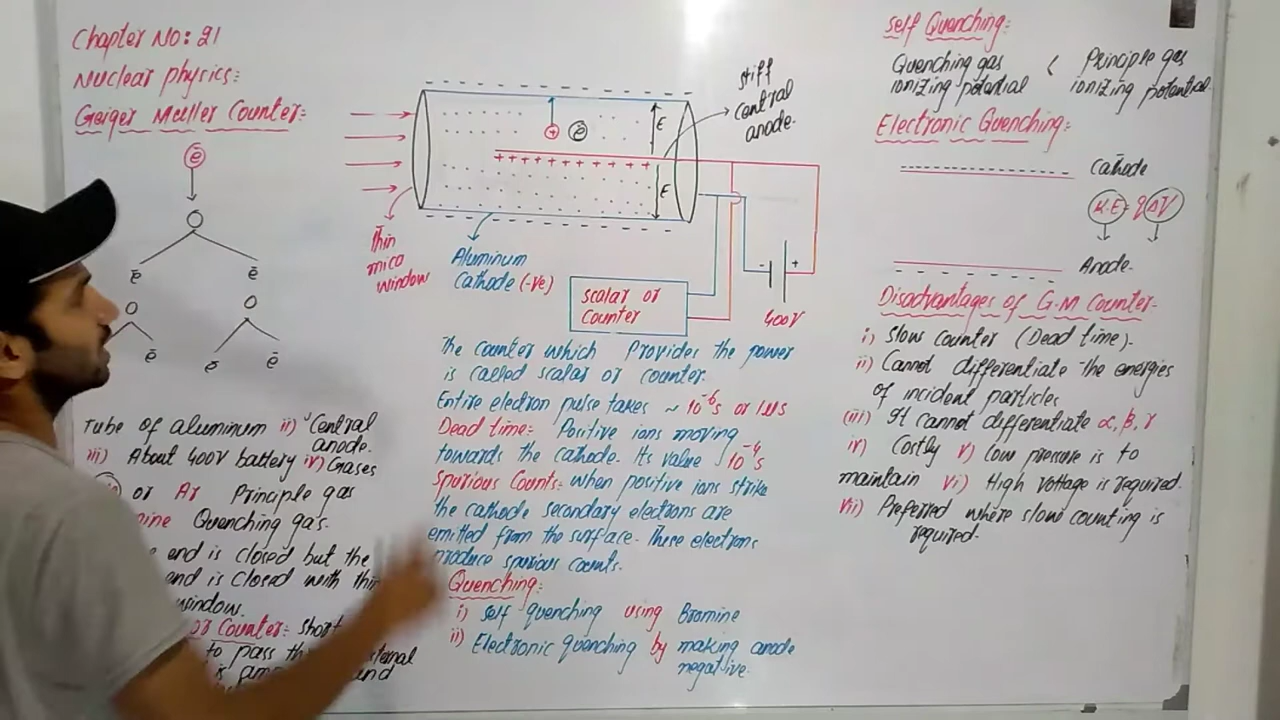 Chapter No: 21
Nuclear physics:
Geiger Muller Counter:
ē
ē ē
ē ē ē
Tube of aluminum ii) Central
anode.
iii) About 400V battery iv) Gases
or Ar Principle gas
mine Quenching gas.
end is closed but the
end is closed with thin
window.
or Counter: Short
to pass th
and
stiff
central
anode.
+ ē
E
E
+ + + + + + + + + + +
Thin
mica
window
Aluminum
Cathode (-ve)
Scalar or
Counter
- +
400V
The counter which Provides the power
is called scalar or counter.
Entire electron pulse takes ~ 10⁻⁶s or 1μs
Dead time: Positive ions moving
towards the cathode. Its value 10⁻⁴s
Spurious Counts: when positive ions strike
the cathode secondary electrons are
emitted from the surface. These electrons
produce spurious counts.
Quenching:
i) self quenching using Bromine
ii) Electronic quenching by making anode
negative.
Self Quenching:
Quenching gas < Principle gas
ionizing potential ionizing potential
Electronic Quenching:
Cathode
K.E = qΔV
Anode.
Disadvantages of G.M Counter.
i) Slow Counter (Dead time).
ii) Cannot differentiate the energies
of incident particles
(iii) It cannot differentiate α, β, γ
iv) Costly v) Low pressure is to
maintain vi) High Voltage is required.
vii) Preferred where slow counting is
required.